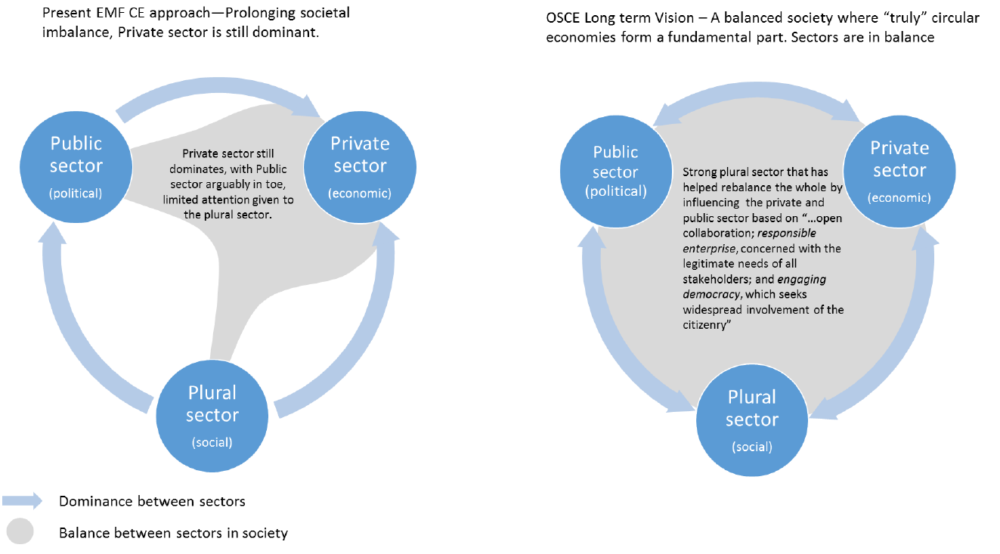 Present EMF CE approach—Prolonging societal
imbalance, Private sector is still dominant.
Public
sector
(political)
Private
sector
(economic)
Private sector still
dominates, with Public
sector arguably in toe,
limited attention given to
the plural sector.
Plural
sector
(social)
Dominance between sectors
Balance between sectors in society
OSCE Long term Vision – A balanced society where “truly” circular
economies form a fundamental part. Sectors are in balance
Public
sector
(political)
Private
sector
(economic)
Strong plural sector that has
helped rebalance the whole by
influencing the private and
public sector based on “…open
collaboration; responsible
enterprise, concerned with the
legitimate needs of all
stakeholders; and engaging
democracy, which seeks
widespread involvement of the
citizenry”
Plural
sector
(social)